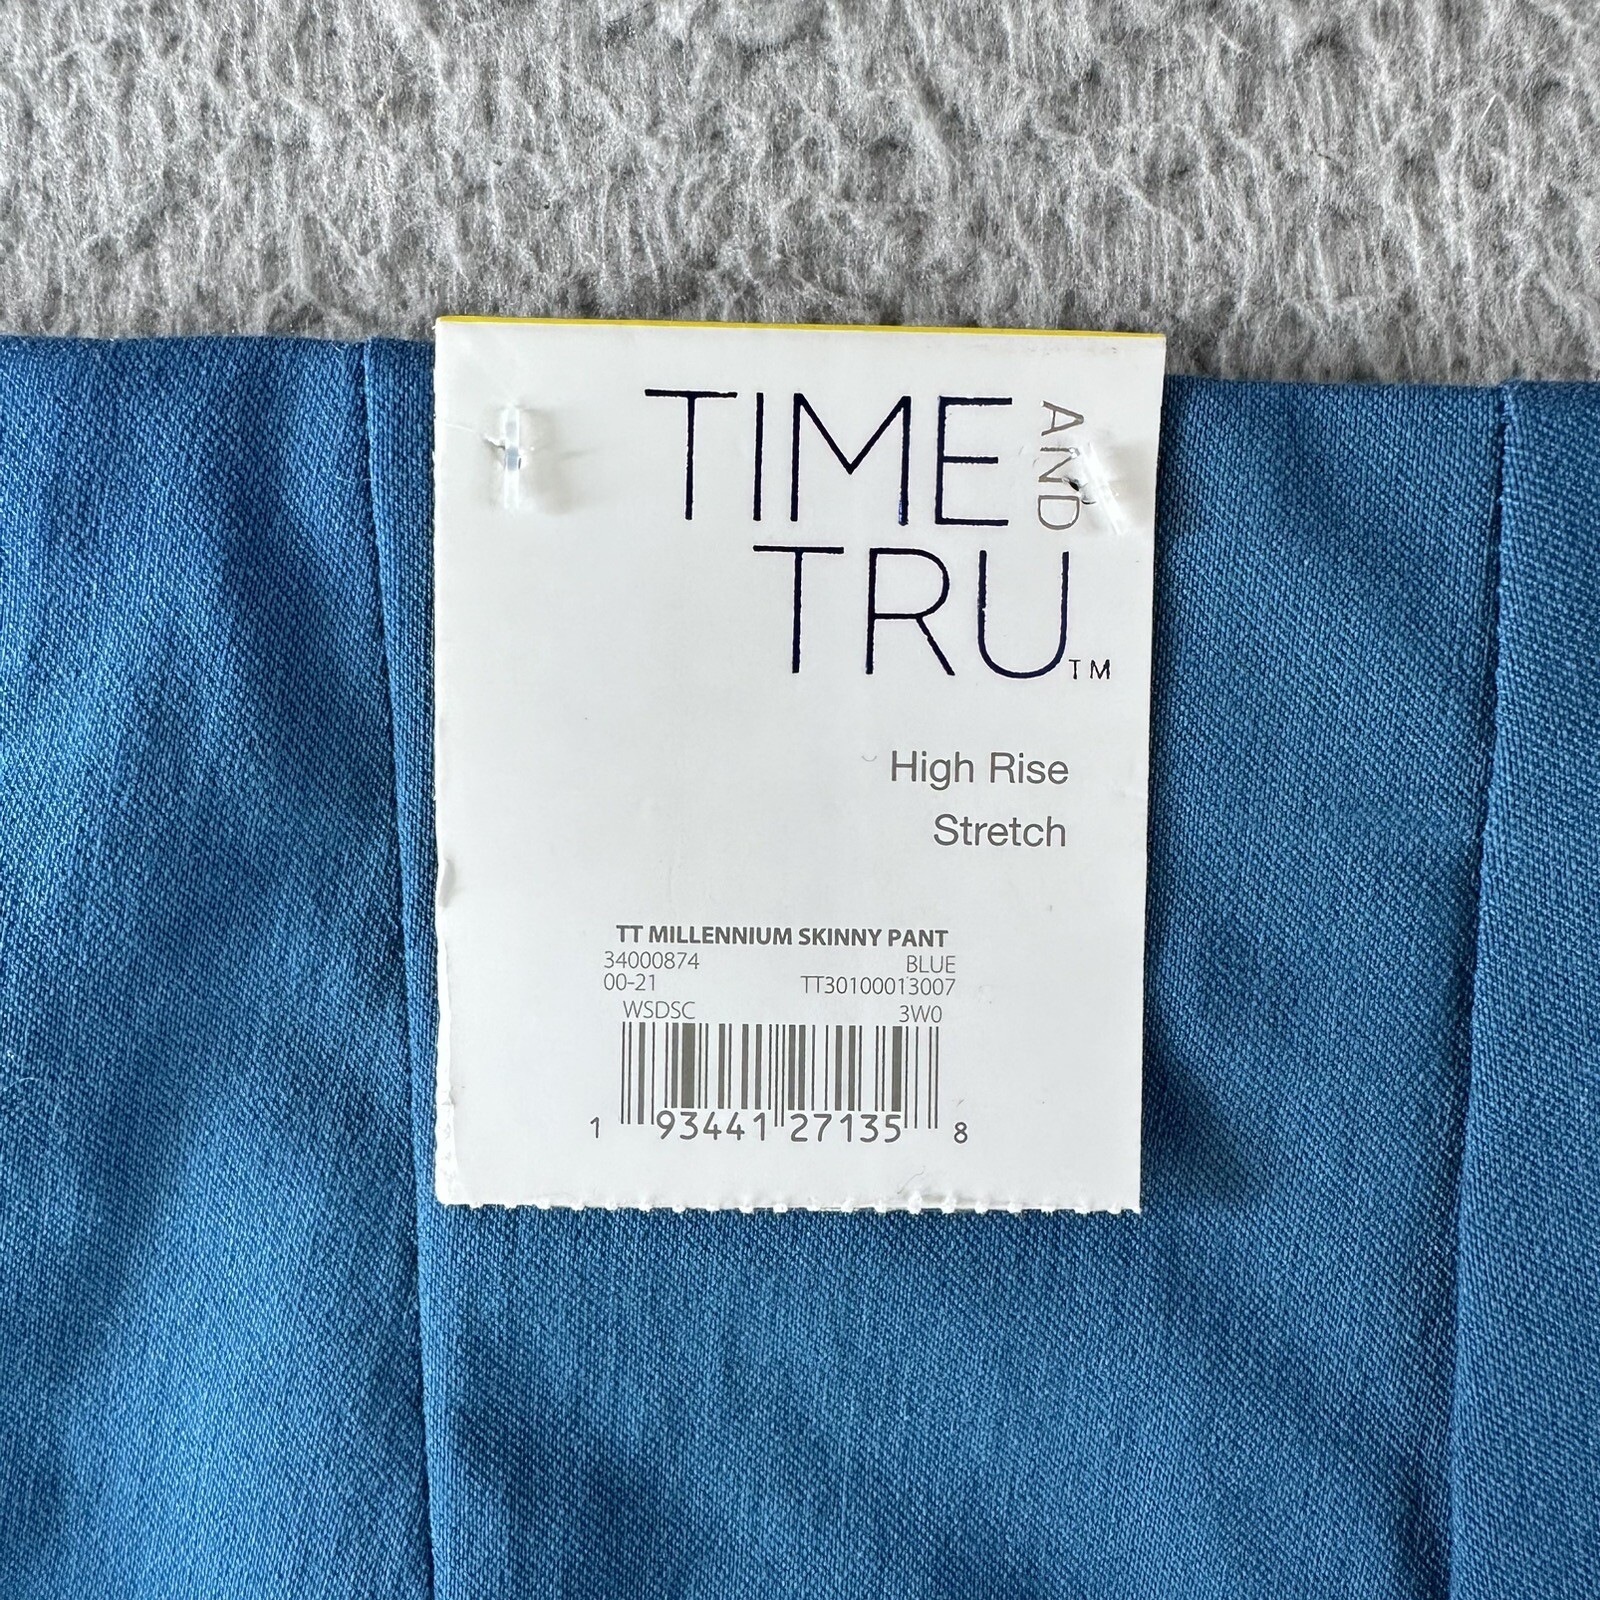 TIME AND
TRU™
High Rise
Stretch
TT MILLENNIUM SKINNY PANT
34000874 BLUE
00-21 TT30100013007
WSDSC 3W0
1 93441 27135 8